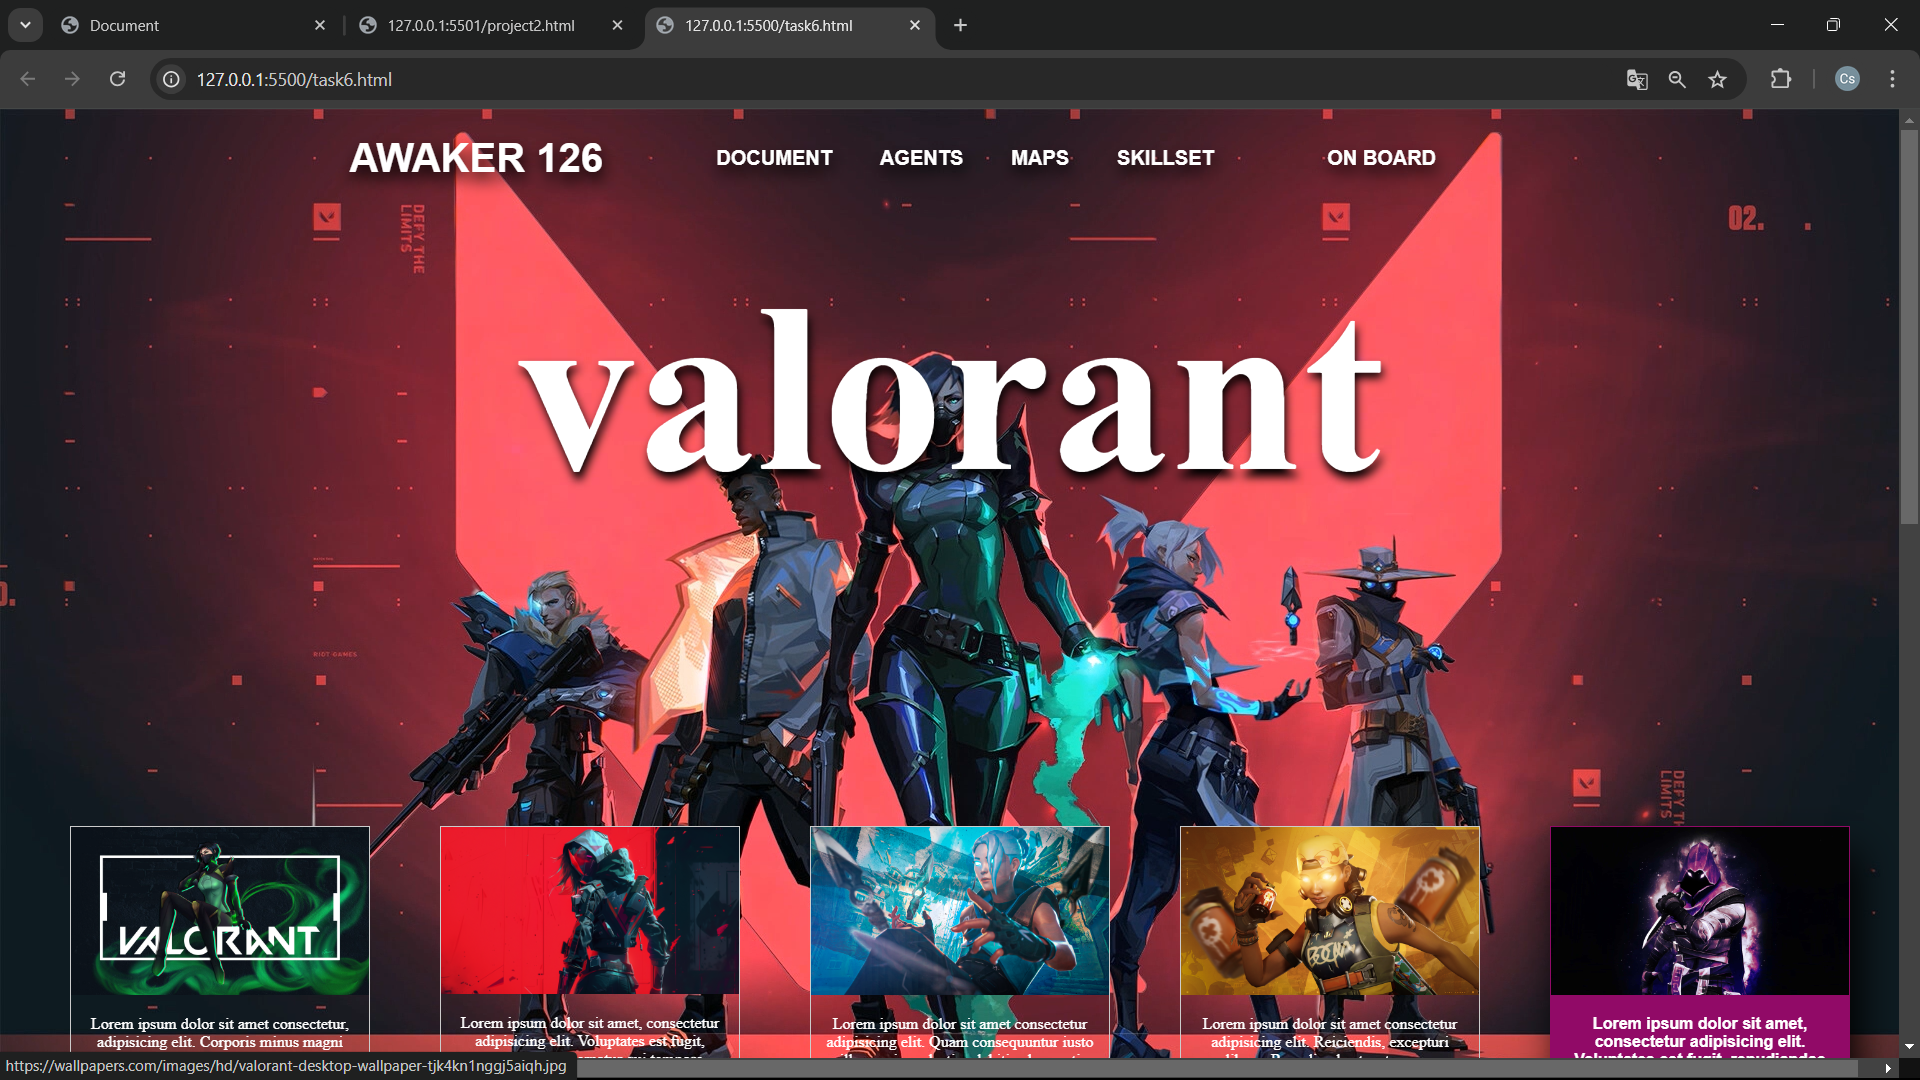 Document
127.0.0.1:5501/project2.html
127.0.0.1:5500/task6.html
127.0.0.1:5500/task6.html
Cs
AWAKER 126
DOCUMENT
AGENTS
MAPS
SKILLSET
ON BOARD
DEFY THE
LIMITS
02.
valorant
RIOT GAMES
DEFY THE
LIMITS
VALORANT
Lorem ipsum dolor sit amet consectetur,
adipisicing elit. Corporis minus magni
Lorem ipsum dolor sit amet, consectetur
adipisicing elit. Voluptates est fugit,
Lorem ipsum dolor sit amet consectetur
adipisicing elit. Quam consequuntur iusto
Lorem ipsum dolor sit amet consectetur
adipisicing elit. Reiciendis, excepturi
Lorem ipsum dolor sit amet,
consectetur adipisicing elit.
Voluptates est fugit, repudiandae
https://wallpapers.com/images/hd/valorant-desktop-wallpaper-tjk4kn1nggj5aiqh.jpg